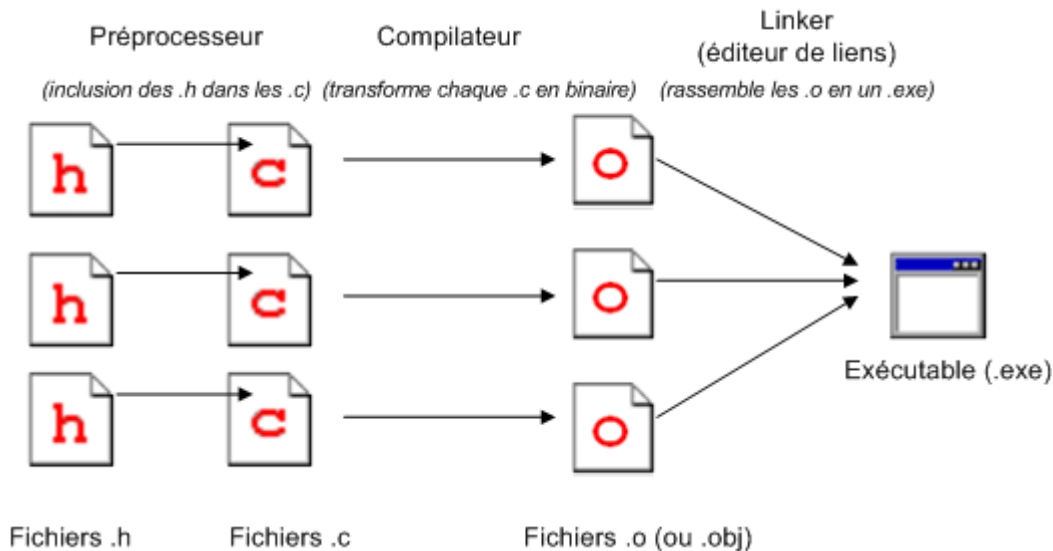 Préprocesseur
Compilateur
Linker
(éditeur de liens)
(inclusion des .h dans les .c)
(transforme chaque .c en binaire)
(rassemble les .o en un .exe)
h
c
o
h
c
o
h
c
o
Exécutable (.exe)
Fichiers .h
Fichiers .c
Fichiers .o (ou .obj)